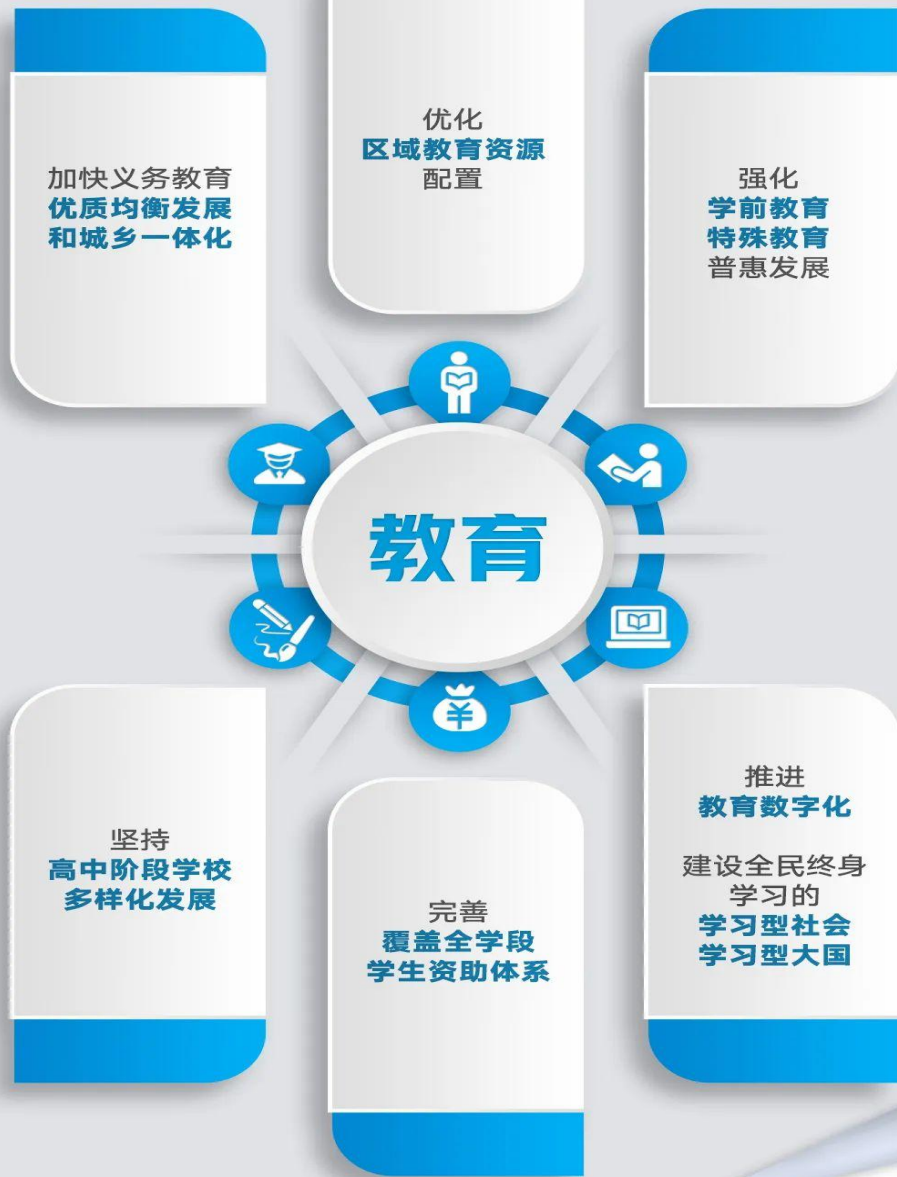 加快义务教育
优质均衡发展
和城乡一体化
优化
区域教育资源
配置
强化
学前教育
特殊教育
普惠发展
教育
坚持
高中阶段学校
多样化发展
完善
覆盖全学段
学生资助体系
推进
教育数字化
建设全民终身
学习的
学习型社会
学习型大国